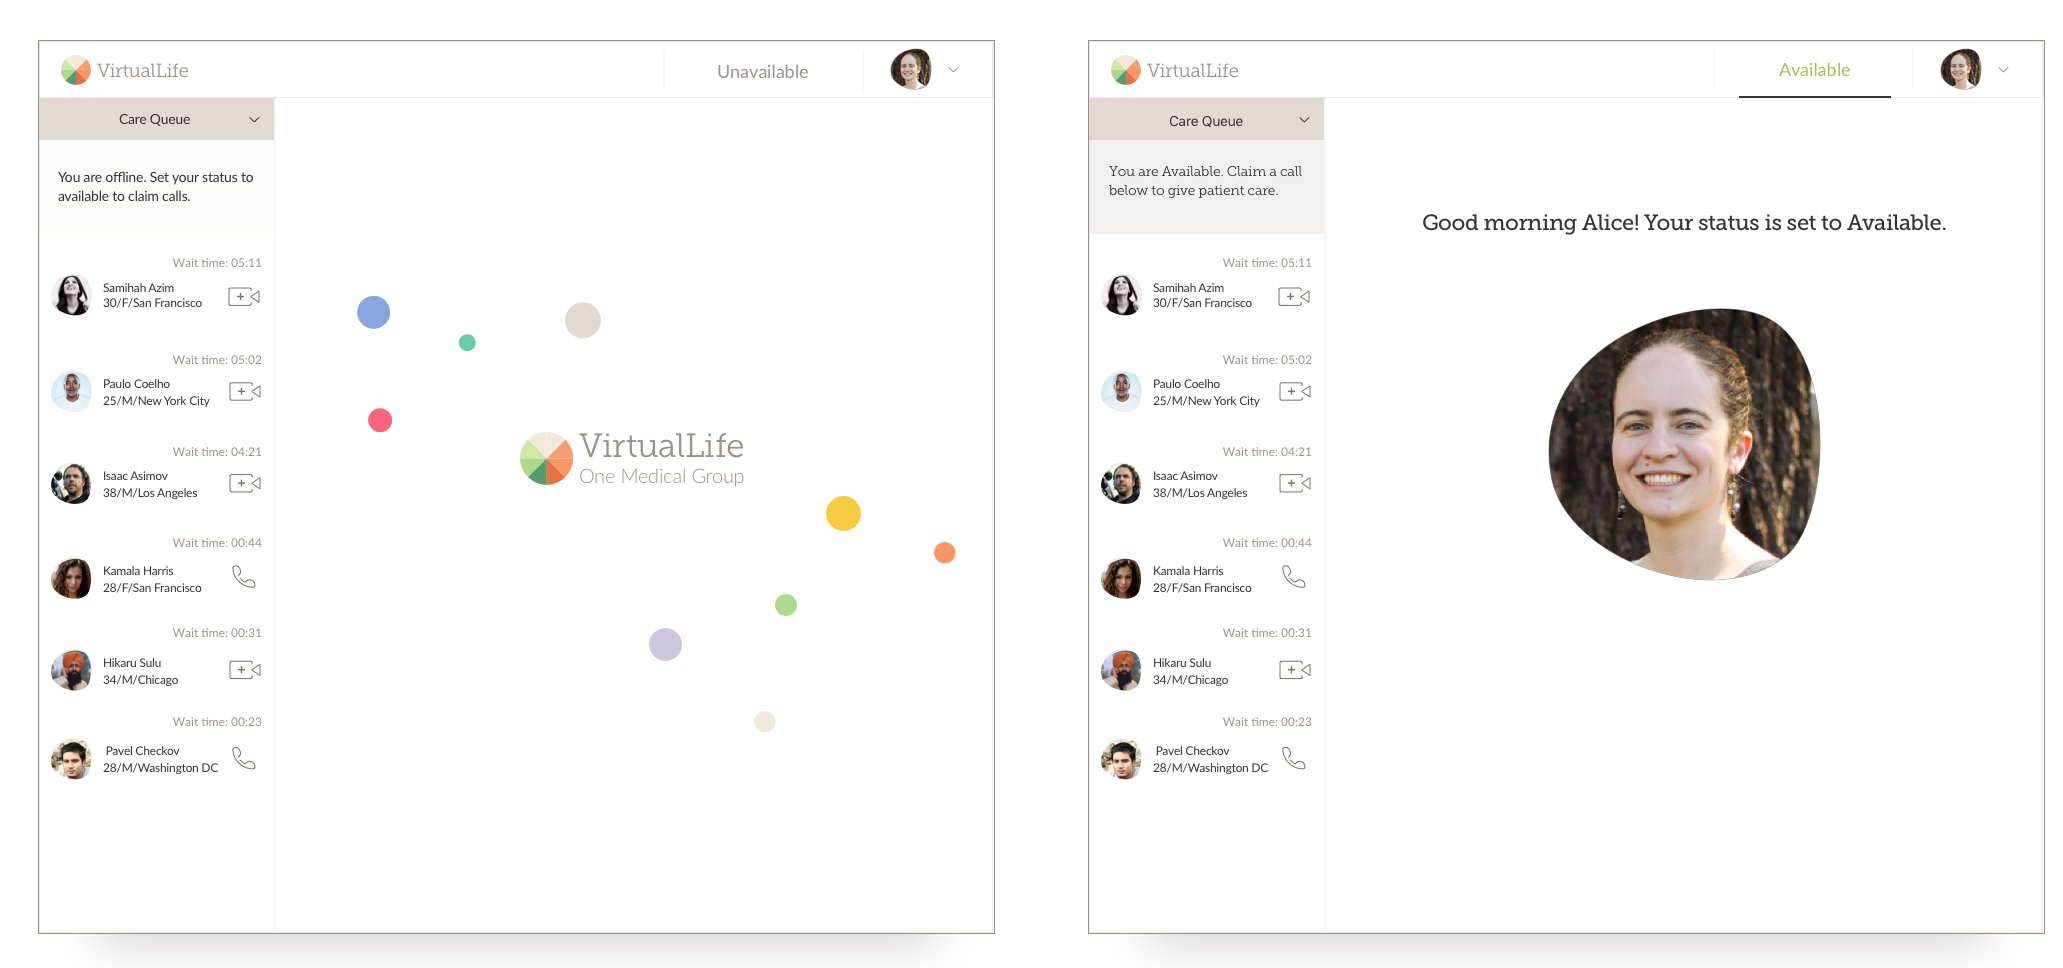 VirtualLife
Unavailable
Care Queue
You are offline. Set your status to
available to claim calls.
Wait time: 05:11
Samihah Azim
30/F/San Francisco
Wait time: 05:02
Paulo Coelho
25/M/New York City
Wait time: 04:21
Isaac Asimov
38/M/Los Angeles
Wait time: 00:44
Kamala Harris
28/F/San Francisco
Wait time: 00:31
Hikaru Sulu
34/M/Chicago
Wait time: 00:23
Pavel Checkov
28/M/Washington DC
VirtualLife
One Medical Group
VirtualLife
Available
Care Queue
You are Available. Claim a call
below to give patient care.
Wait time: 05:11
Samihah Azim
30/F/San Francisco
Wait time: 05:02
Paulo Coelho
25/M/New York City
Wait time: 04:21
Isaac Asimov
38/M/Los Angeles
Wait time: 00:44
Kamala Harris
28/F/San Francisco
Wait time: 00:31
Hikaru Sulu
34/M/Chicago
Wait time: 00:23
Pavel Checkov
28/M/Washington DC
Good morning Alice! Your status is set to Available.